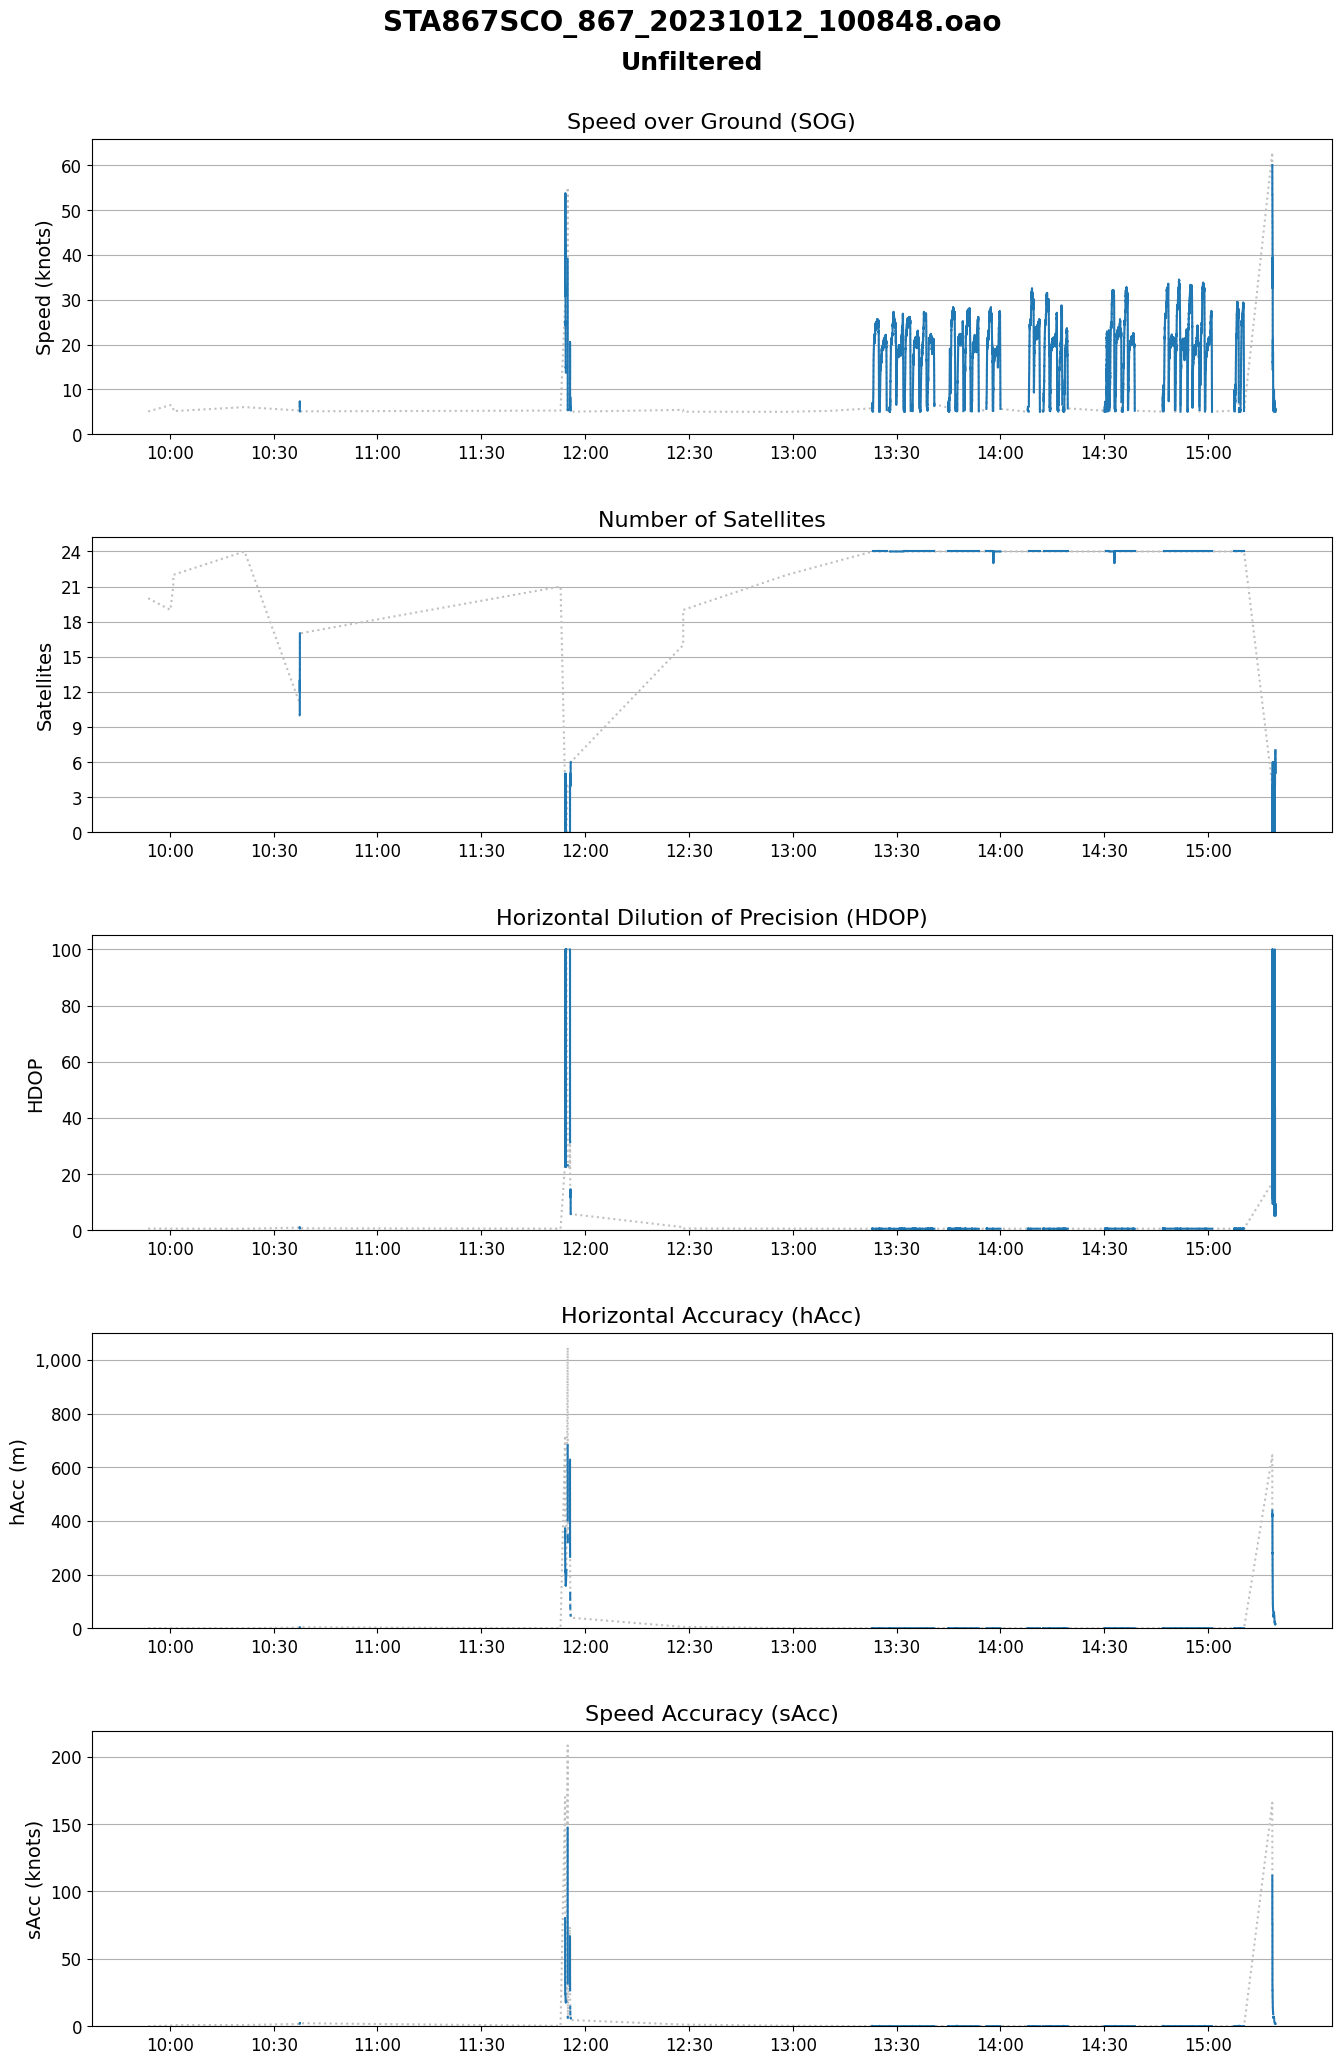 STA867SCO_867_20231012_100848.oao
Unfiltered
Speed over Ground (SOG)
Speed (knots)
60
50
40
30
20
10
0
10:00 10:30 11:00 11:30 12:00 12:30 13:00 13:30 14:00 14:30 15:00
Number of Satellites
Satellites
24
21
18
15
12
9
6
3
0
10:00 10:30 11:00 11:30 12:00 12:30 13:00 13:30 14:00 14:30 15:00
Horizontal Dilution of Precision (HDOP)
HDOP
100
80
60
40
20
0
10:00 10:30 11:00 11:30 12:00 12:30 13:00 13:30 14:00 14:30 15:00
Horizontal Accuracy (hAcc)
hAcc (m)
1,000
800
600
400
200
0
10:00 10:30 11:00 11:30 12:00 12:30 13:00 13:30 14:00 14:30 15:00
Speed Accuracy (sAcc)
sAcc (knots)
200
150
100
50
0
10:00 10:30 11:00 11:30 12:00 12:30 13:00 13:30 14:00 14:30 15:00